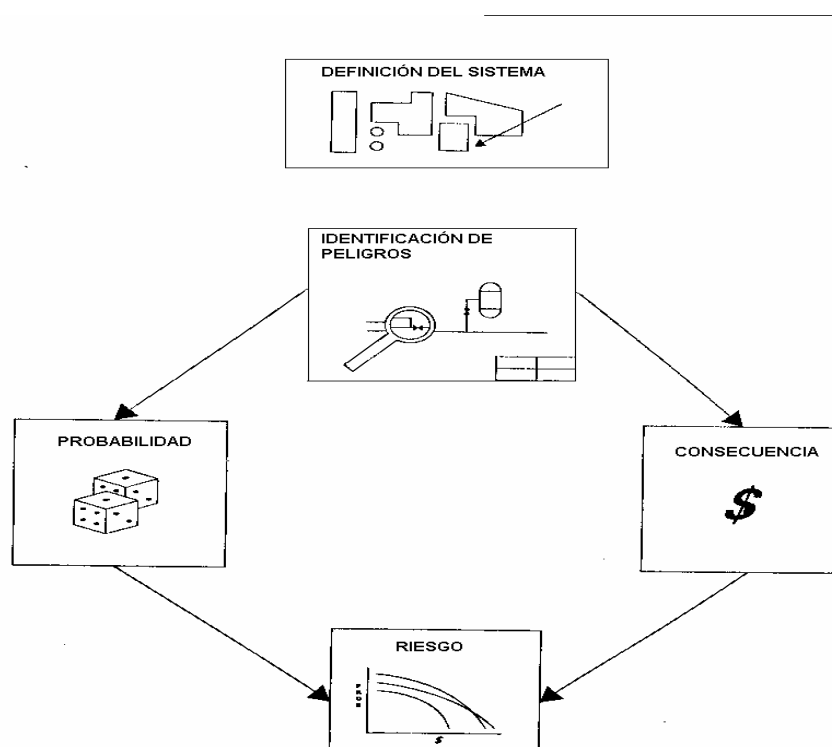 DEFINICIÓN DEL SISTEMA
IDENTIFICACIÓN DE
PELIGROS
PROBABILIDAD
CONSECUENCIA
$
RIESGO
$